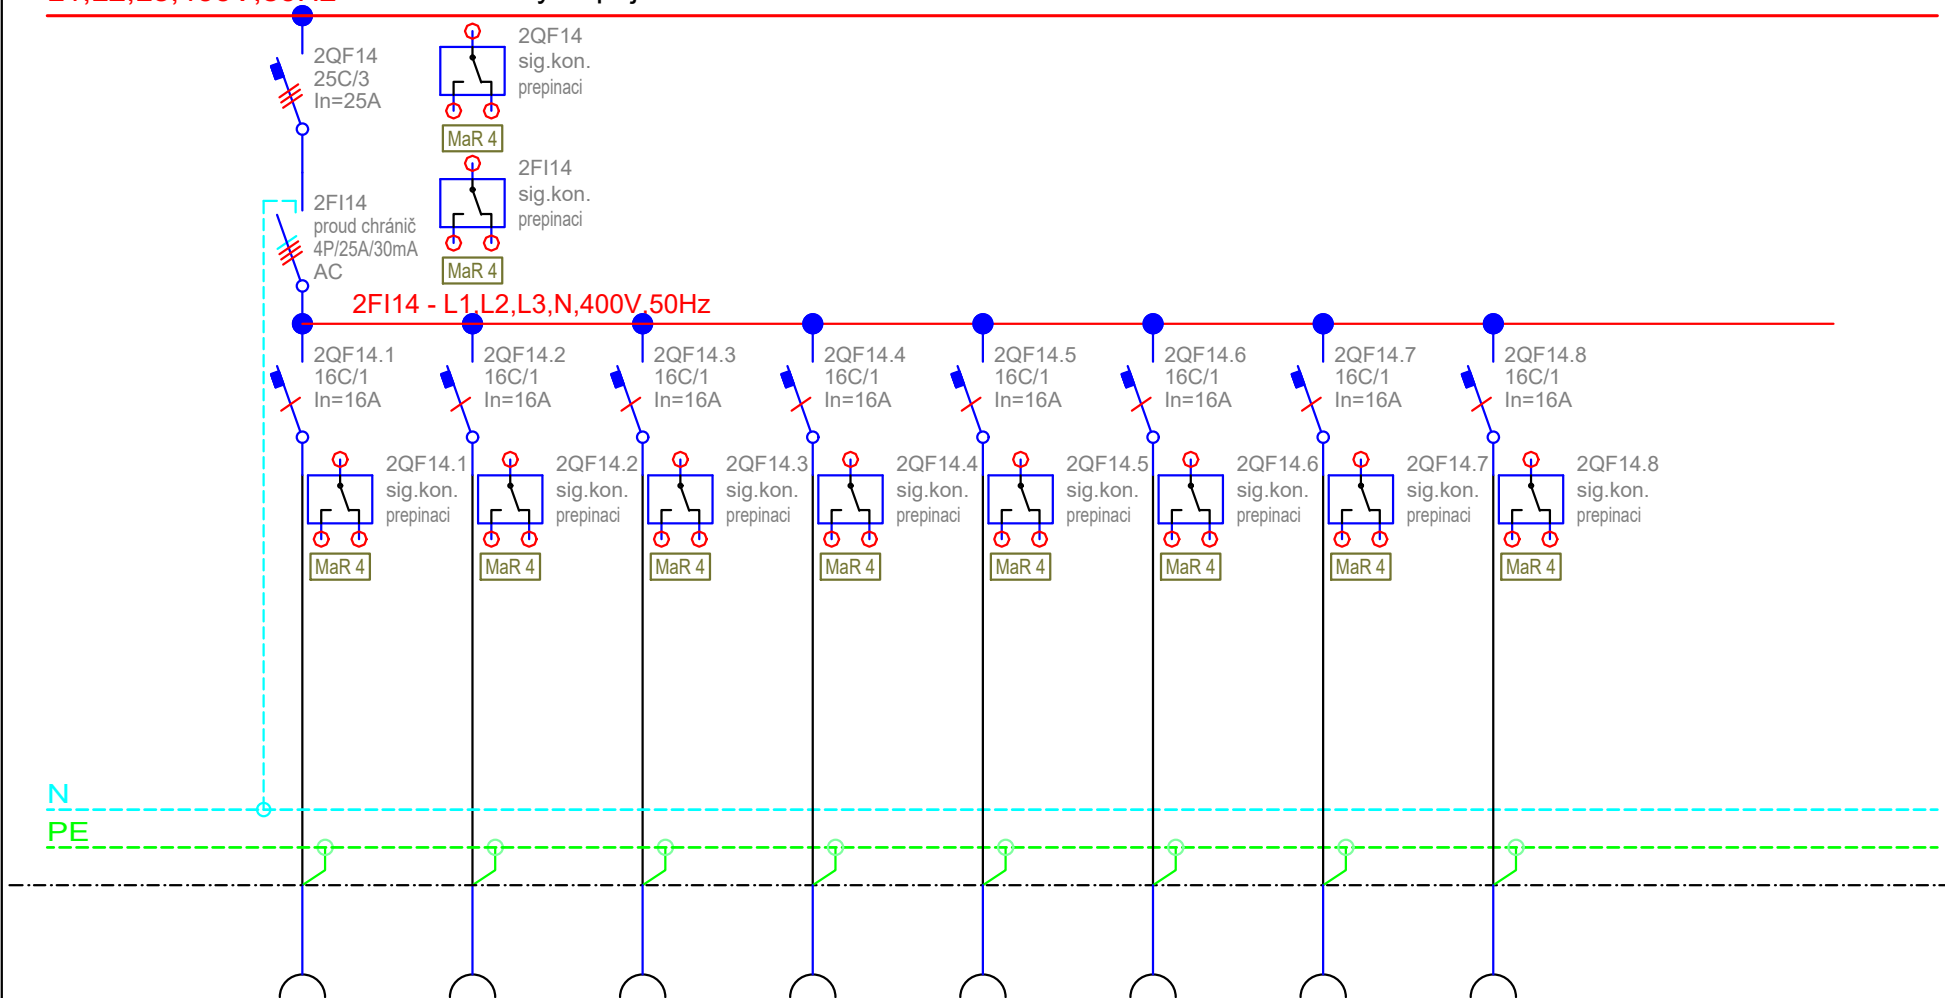 2QF14
25C/3
In=25A
2QF14
sig.kon.
prepinaci
MaR 4
2FI14
proud chránič
4P/25A/30mA
AC
2FI14
sig.kon.
prepinaci
MaR 4
2FI14 - L1,L2,L3,N,400V,50Hz
2QF14.1
16C/1
In=16A
2QF14.2
16C/1
In=16A
2QF14.3
16C/1
In=16A
2QF14.4
16C/1
In=16A
2QF14.5
16C/1
In=16A
2QF14.6
16C/1
In=16A
2QF14.7
16C/1
In=16A
2QF14.8
16C/1
In=16A
2QF14.1
sig.kon.
prepinaci
MaR 4
2QF14.2
sig.kon.
prepinaci
MaR 4
2QF14.3
sig.kon.
prepinaci
MaR 4
2QF14.4
sig.kon.
prepinaci
MaR 4
2QF14.5
sig.kon.
prepinaci
MaR 4
2QF14.6
sig.kon.
prepinaci
MaR 4
2QF14.7
sig.kon.
prepinaci
MaR 4
2QF14.8
sig.kon.
prepinaci
MaR 4
N
PE